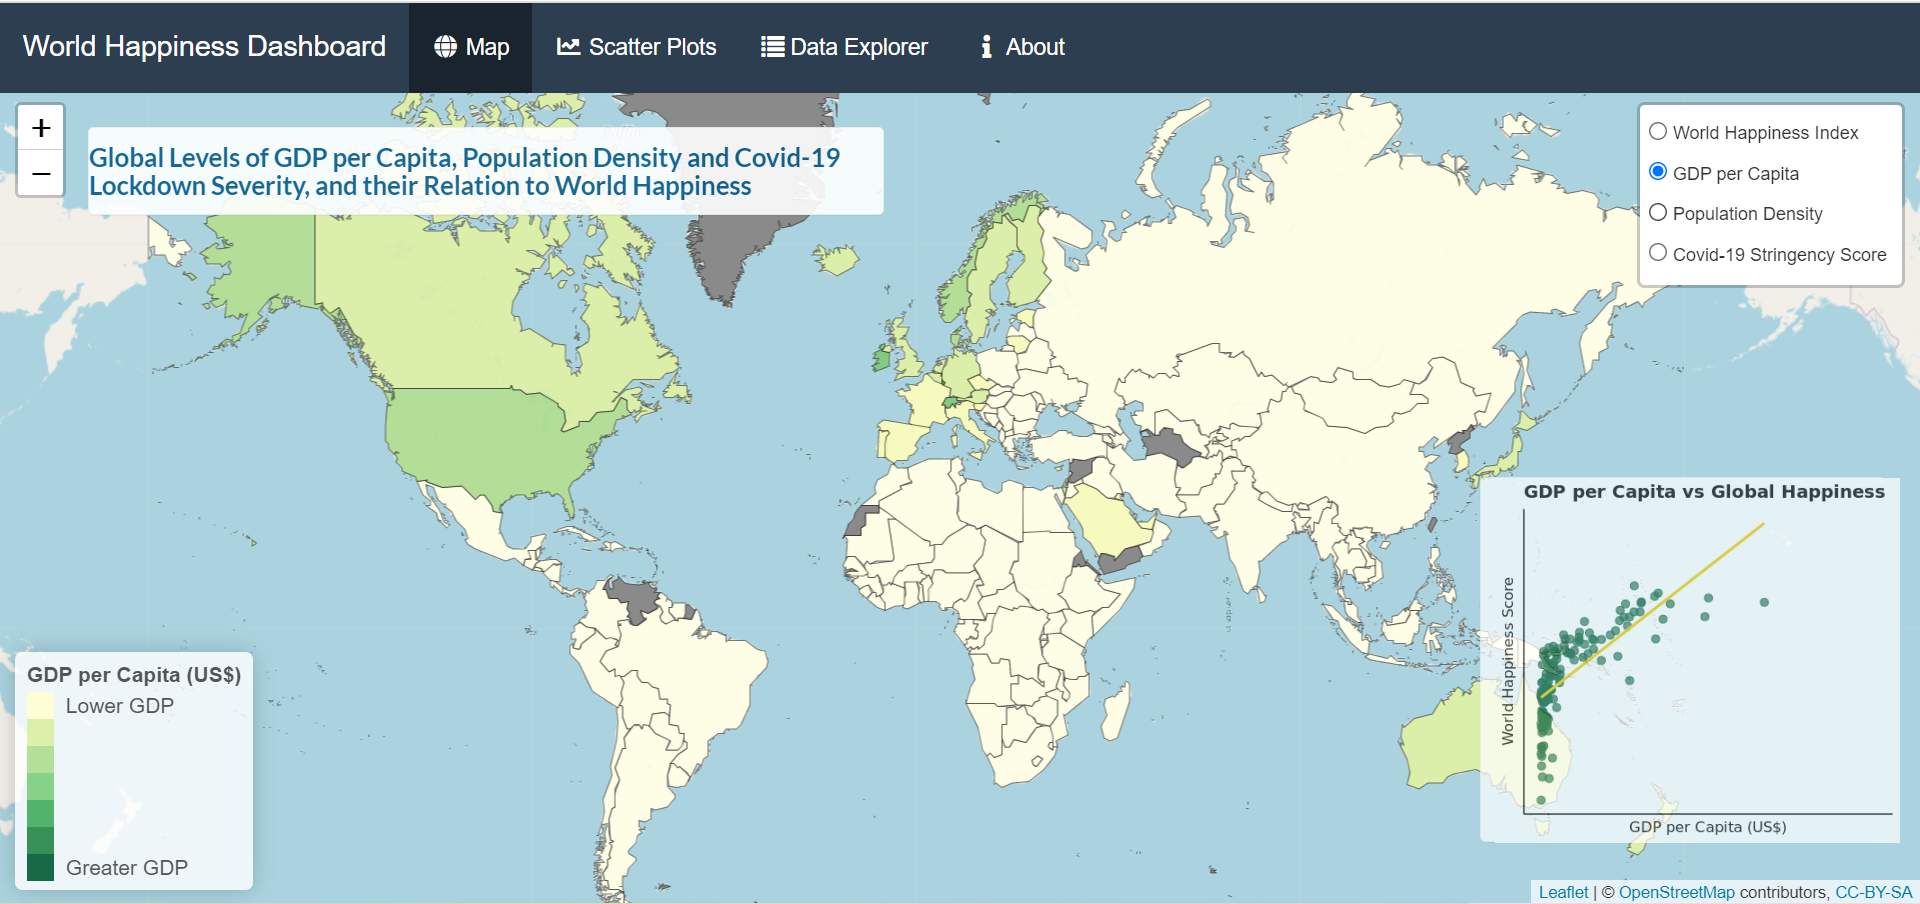 World Happiness Dashboard
Map
Scatter Plots
Data Explorer
About
+
−
Global Levels of GDP per Capita, Population Density and Covid-19
Lockdown Severity, and their Relation to World Happiness
World Happiness Index
GDP per Capita
Population Density
Covid-19 Stringency Score
GDP per Capita vs Global Happiness
World Happiness Score
GDP per Capita (US$)
GDP per Capita (US$)
Lower GDP
Greater GDP
Leaflet | © OpenStreetMap contributors, CC-BY-SA